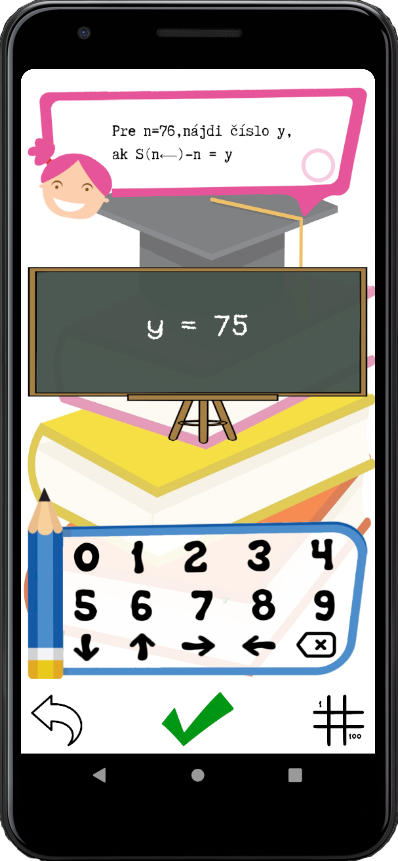 Pre n=76,nájdi číslo y,
ak S(n←)-n = y
y = 75
0 1 2 3 4
5 6 7 8 9
↓ ↑ → ←
1
100